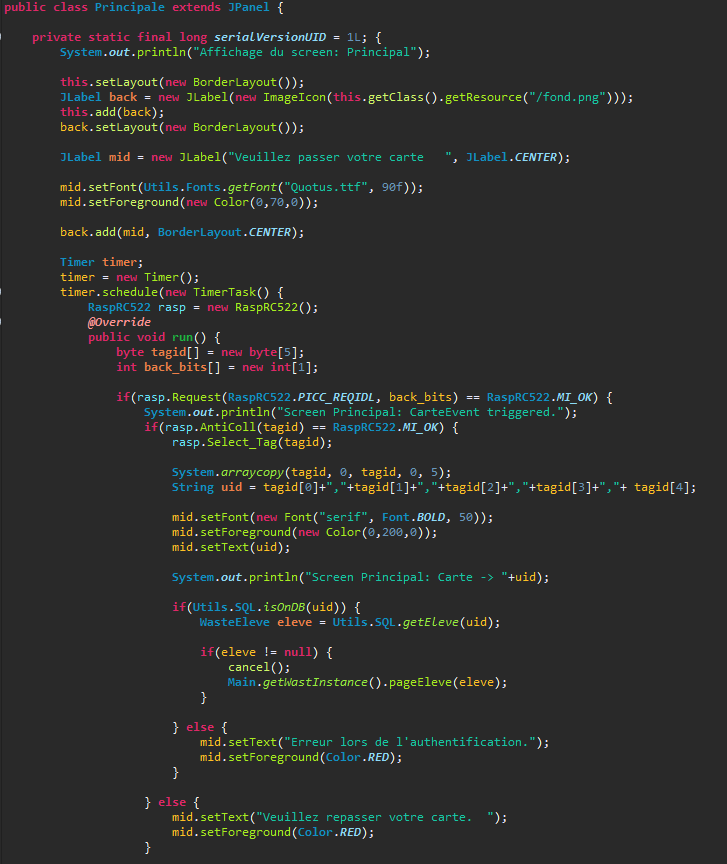 public class Principale extends JPanel {
private static final long serialVersionUID = 1L; {
System.out.println("Affichage du screen: Principal");
this.setLayout(new BorderLayout());
JLabel back = new JLabel(new ImageIcon(this.getClass().getResource("/fond.png")));
this.add(back);
back.setLayout(new BorderLayout());
JLabel mid = new JLabel("Veuillez passer votre carte   ", JLabel.CENTER);
mid.setFont(Utils.Fonts.getFont("Quotus.ttf", 90f));
mid.setForeground(new Color(0,70,0));
back.add(mid, BorderLayout.CENTER);
Timer timer;
timer = new Timer();
timer.schedule(new TimerTask() {
RaspRC522 rasp = new RaspRC522();
@Override
public void run() {
byte tagid[] = new byte[5];
int back_bits[] = new int[1];
if(rasp.Request(RaspRC522.PICC_REQIDL, back_bits) == RaspRC522.MI_OK) {
System.out.println("Screen Principal: CarteEvent triggered.");
if(rasp.AntiColl(tagid) == RaspRC522.MI_OK) {
rasp.Select_Tag(tagid);
System.arraycopy(tagid, 0, tagid, 0, 5);
String uid = tagid[0]+","+tagid[1]+","+tagid[2]+","+tagid[3]+","+ tagid[4];
mid.setFont(new Font("serif", Font.BOLD, 50));
mid.setForeground(new Color(0,200,0));
mid.setText(uid);
System.out.println("Screen Principal: Carte -> "+uid);
if(Utils.SQL.isOnDB(uid)) {
WasteEleve eleve = Utils.SQL.getEleve(uid);
if(eleve != null) {
cancel();
Main.getWastInstance().pageEleve(eleve);
}
} else {
mid.setText("Erreur lors de l'authentification.");
mid.setForeground(Color.RED);
}
} else {
mid.setText("Veuillez repasser votre carte.  ");
mid.setForeground(Color.RED);
}